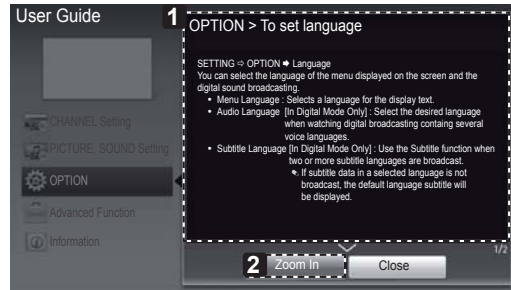 User Guide
1
OPTION > To set language
SETTING ⇨ OPTION ➡ Language
You can select the language of the menu displayed on the screen and the
digital sound broadcasting.
• Menu Language : Selects a language for the display text.
• Audio Language [In Digital Mode Only] : Select the desired language
when watching digital broadcasting containg several
voice languages.
• Subtitle Language [In Digital Mode Only] : Use the Subtitle function when
two or more subtitle languages are broadcast.
If subtitle data in a selected language is not
broadcast, the default language subtitle will
be displayed.
CHANNEL Setting
PICTURE, SOUND Setting
OPTION
Advanced Function
Information
1/2
2
Zoom In
Close